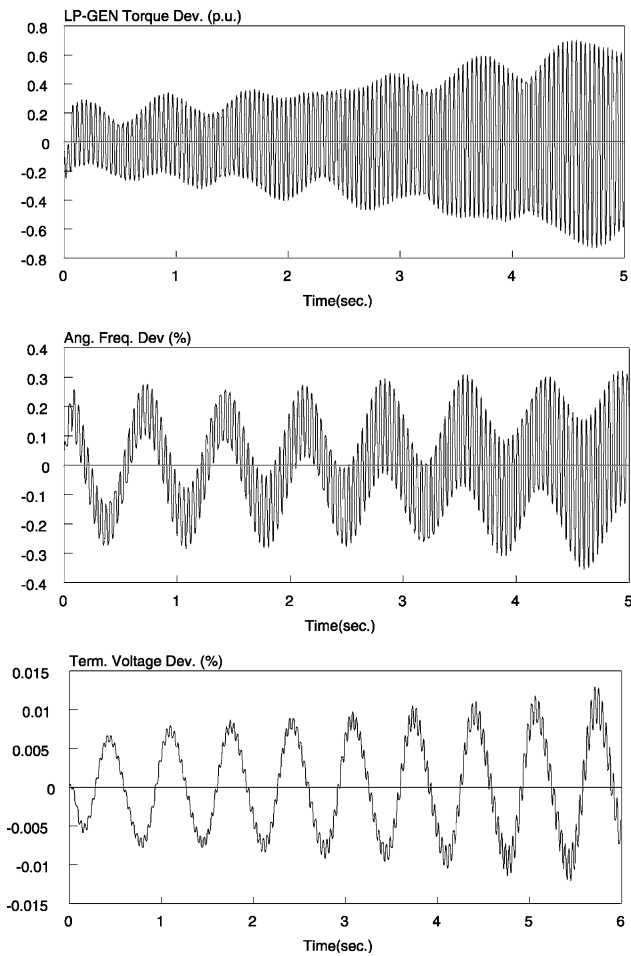 LP-GEN Torque Dev. (p.u.)
0.8
0.6
0.4
0.2
0
-0.2
-0.4
-0.6
-0.8
0 1 2 3 4 5
Time(sec.)
Ang. Freq. Dev (%)
0.4
0.3
0.2
0.1
0
-0.1
-0.2
-0.3
-0.4
0 1 2 3 4 5
Time(sec.)
Term. Voltage Dev. (%)
0.015
0.01
0.005
0
-0.005
-0.01
-0.015
0 1 2 3 4 5 6
Time(sec.)